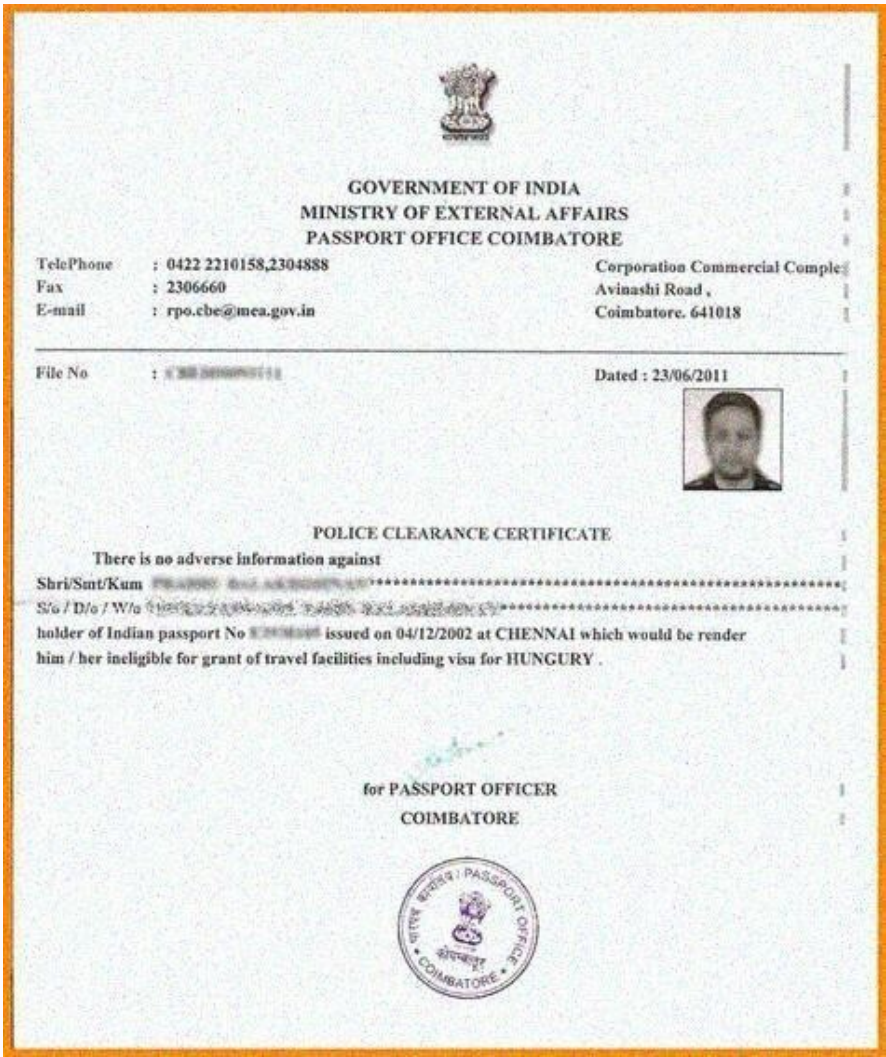 GOVERNMENT OF INDIA
MINISTRY OF EXTERNAL AFFAIRS
PASSPORT OFFICE COIMBATORE
TelePhone : 0422 2210158,2304888
Corporation Commercial Comple
Fax : 2306660
Avinashi Road ,
E-mail : rpo.cbe@mea.gov.in
Coimbatore. 641018
File No :
Dated : 23/06/2011
POLICE CLEARANCE CERTIFICATE
There is no adverse information against
Shri/Smt/Kum
S/o / D/o / W/o
holder of Indian passport No issued on 04/12/2002 at CHENNAI which would be render
him / her ineligible for grant of travel facilities including visa for HUNGURY .
for PASSPORT OFFICER
COIMBATORE
पासपोर्ट कार्यालय / PASSPORT OFFICE
कोयम्बत्तूर
• COIMBATORE •